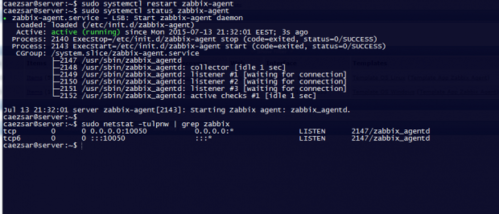 caezsar@server:~$ sudo systemctl restart zabbix-agent
caezsar@server:~$ sudo systemctl status zabbix-agent
● zabbix-agent.service - LSB: Start zabbix-agent daemon
Loaded: loaded (/etc/init.d/zabbix-agent)
Active: active (running) since Mon 2015-07-13 21:32:01 EEST; 3s ago
Process: 2140 ExecStop=/etc/init.d/zabbix-agent stop (code=exited, status=0/SUCCESS)
Process: 2143 ExecStart=/etc/init.d/zabbix-agent start (code=exited, status=0/SUCCESS)
CGroup: /system.slice/zabbix-agent.service
├─2147 /usr/sbin/zabbix_agentd
├─2148 /usr/sbin/zabbix_agentd: collector [idle 1 sec]
├─2149 /usr/sbin/zabbix_agentd: listener #1 [waiting for connection]
├─2150 /usr/sbin/zabbix_agentd: listener #2 [waiting for connection]
├─2151 /usr/sbin/zabbix_agentd: listener #3 [waiting for connection]
└─2152 /usr/sbin/zabbix_agentd: active checks #1 [idle 1 sec]
Jul 13 21:32:01 server zabbix-agent[2143]: Starting Zabbix agent: zabbix_agentd.
caezsar@server:~$
caezsar@server:~$ sudo netstat -tulpnw | grep zabbix
tcp 0 0 0.0.0.0:10050 0.0.0.0:* LISTEN 2147/zabbix_agentd
tcp6 0 0 :::10050 :::* LISTEN 2147/zabbix_agentd
caezsar@server:~$